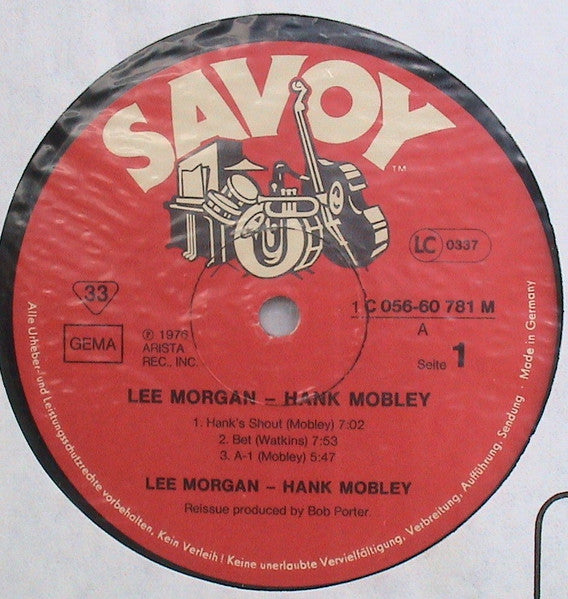 SAVOY
TM
LC 0337
33
GEMA
℗ 1976
ARISTA
REC., INC.
1 C 056-60 781 M
A
Seite 1
LEE MORGAN – HANK MOBLEY
1. Hank's Shout (Mobley) 7:02
2. Bet (Watkins) 7:53
3. A-1 (Mobley) 5:47
LEE MORGAN – HANK MOBLEY
Reissue produced by Bob Porter.
Alle Urheber- und Leistungsschutzrechte vorbehalten. Kein Verleih! Keine unerlaubte Vervielfältigung, Verbreitung, Aufführung, Sendung · Made in Germany